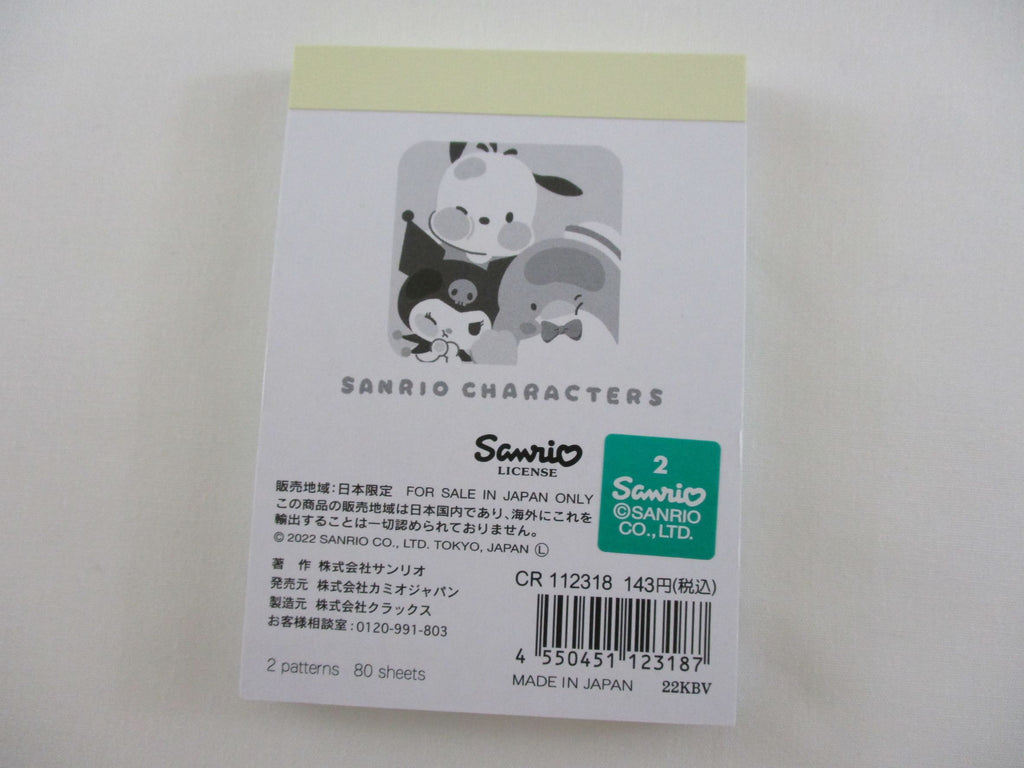 SANRIO CHARACTERS
Sanrio
LICENSE
2
Sanrio
©SANRIO
CO., LTD.
販売地域:日本限定 FOR SALE IN JAPAN ONLY
この商品の販売地域は日本国内であり、海外にこれを
輸出することは一切認められておりません。
© 2022 SANRIO CO., LTD. TOKYO, JAPAN Ⓛ
著 作 株式会社サンリオ
発売元 株式会社カミオジャパン
製造元 株式会社クラックス
お客様相談室:0120-991-803
2 patterns 80 sheets
CR 112318 143円(税込)
4 550451 123187
MADE IN JAPAN 22KBV